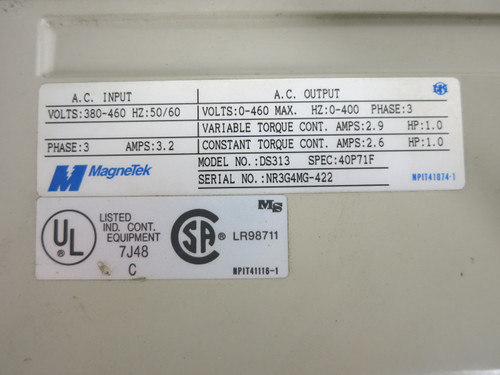 A.C. INPUT
A.C. OUTPUT
VOLTS:380-460 HZ:50/60
VOLTS:0-460 MAX. HZ:0-400 PHASE:3
VARIABLE TORQUE CONT. AMPS:2.9 HP:1.0
PHASE:3 AMPS:3.2
CONSTANT TORQUE CONT. AMPS:2.6 HP:1.0
MODEL NO.:DS313 SPEC:40P71F
MagneTek
SERIAL NO.:NR3G4MG-422
NPIT41074-1
MS
UL
LISTED
IND. CONT.
EQUIPMENT
7J48
C
SA
LR98711
NPIT41116-1